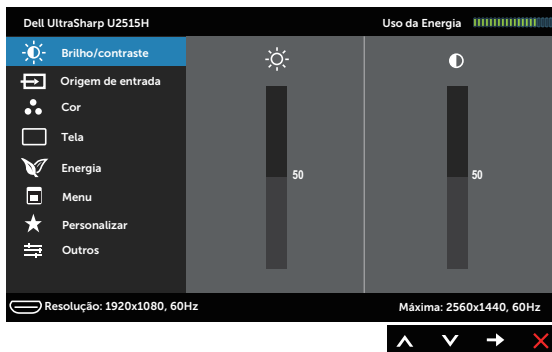 Dell UltraSharp U2515H
Uso da Energia
Brilho/contraste
Origem de entrada
Cor
Tela
Energia
Menu
Personalizar
Outros
50
50
Resolução: 1920x1080, 60Hz
Máxima: 2560x1440, 60Hz